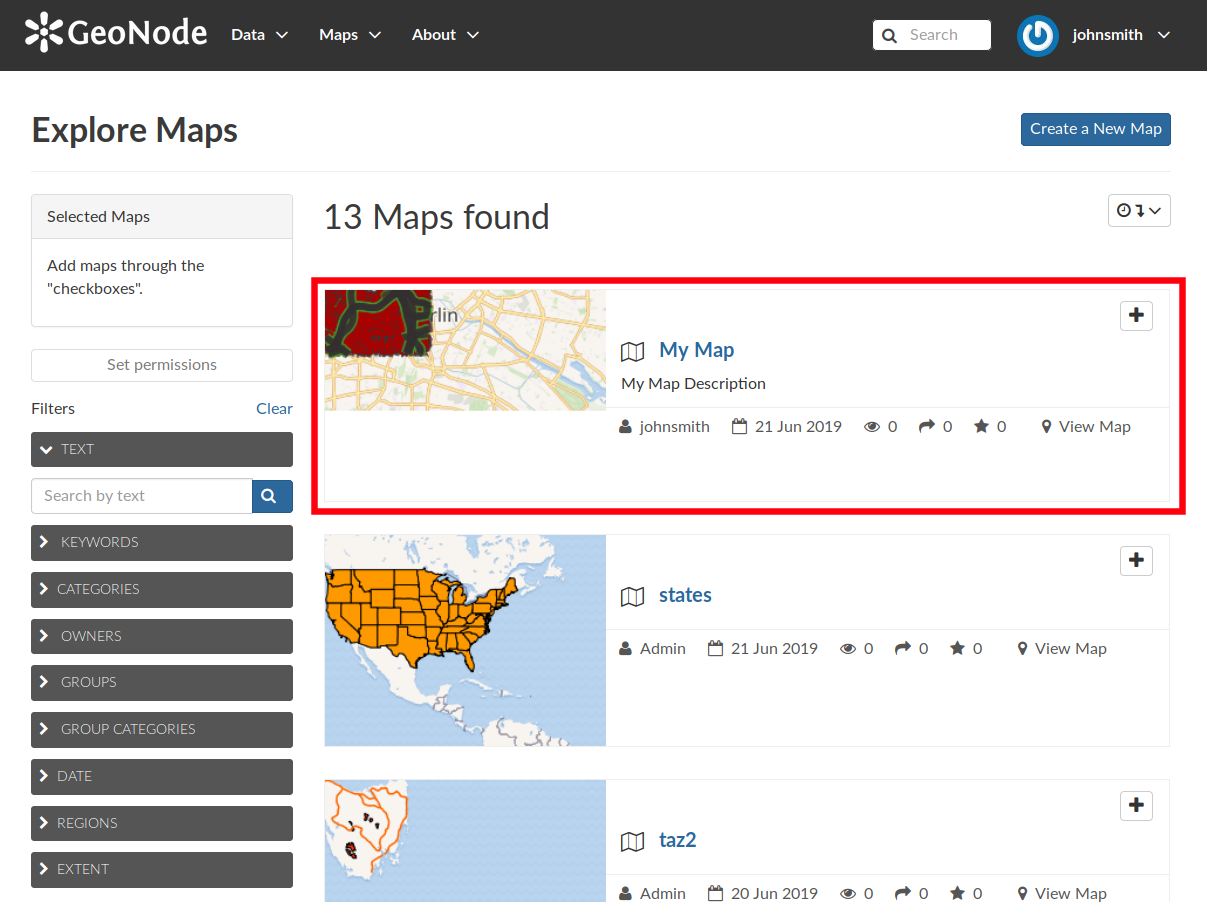 GeoNode Data Maps About Search johnsmith
Explore Maps Create a New Map
Selected Maps
Add maps through the
"checkboxes".
Set permissions
Filters Clear
TEXT
Search by text
KEYWORDS
CATEGORIES
OWNERS
GROUPS
GROUP CATEGORIES
DATE
REGIONS
EXTENT
13 Maps found
rlin
My Map
My Map Description
johnsmith 21 Jun 2019 0 0 0 View Map
states
Admin 21 Jun 2019 0 0 0 View Map
taz2
Admin 20 Jun 2019 0 0 0 View Map